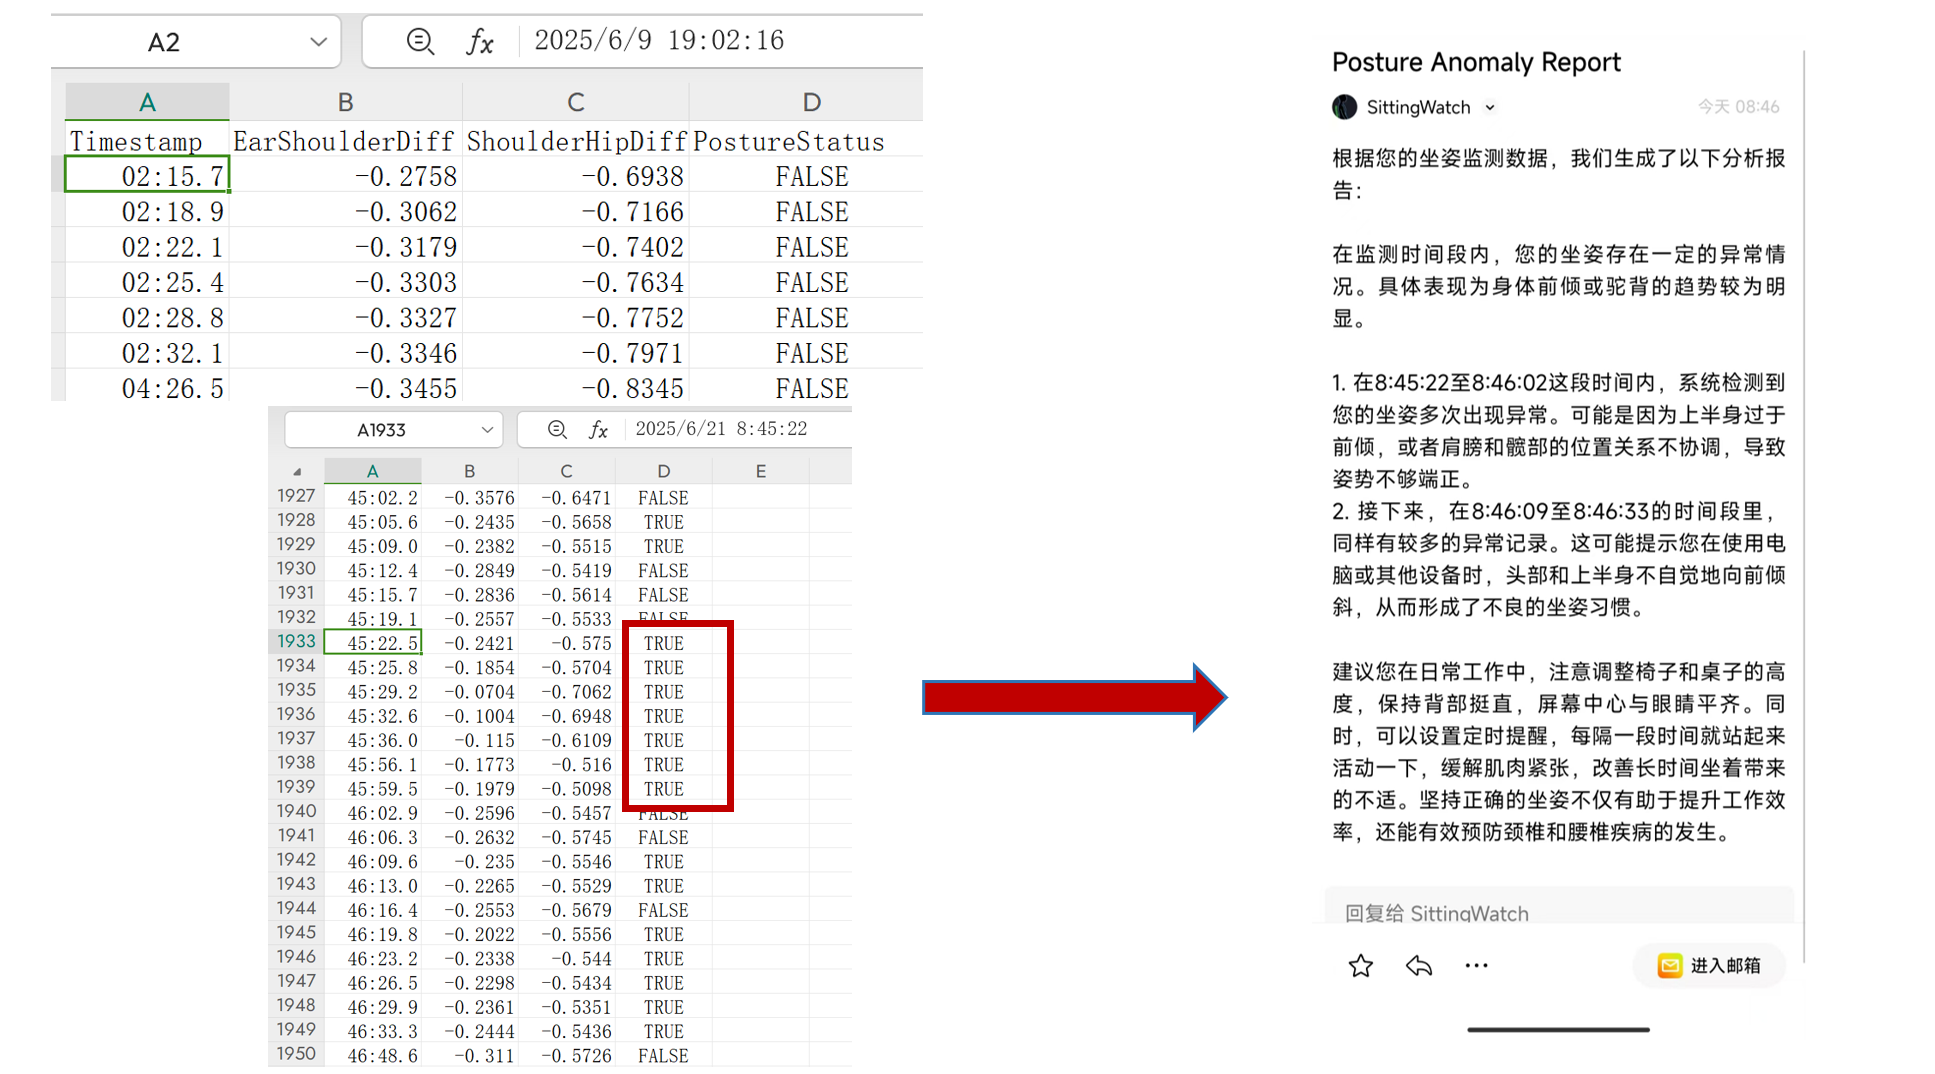 A2
fx
2025/6/9 19:02:16
A B C D
Timestamp EarShoulderDiff ShoulderHipDiff PostureStatus
02:15.7 -0.2758 -0.6938 FALSE
02:18.9 -0.3062 -0.7166 FALSE
02:22.1 -0.3179 -0.7402 FALSE
02:25.4 -0.3303 -0.7634 FALSE
02:28.8 -0.3327 -0.7752 FALSE
02:32.1 -0.3346 -0.7971 FALSE
04:26.5 -0.3455 -0.8345 FALSE
A1933
fx
2025/6/21 8:45:22
A B C D E
1927 45:02.2 -0.3576 -0.6471 FALSE
1928 45:05.6 -0.2435 -0.5658 TRUE
1929 45:09.0 -0.2382 -0.5515 TRUE
1930 45:12.4 -0.2849 -0.5419 FALSE
1931 45:15.7 -0.2836 -0.5614 FALSE
1932 45:19.1 -0.2557 -0.5533 FALSE
1933 45:22.5 -0.2421 -0.575 TRUE
1934 45:25.8 -0.1854 -0.5704 TRUE
1935 45:29.2 -0.0704 -0.7062 TRUE
1936 45:32.6 -0.1004 -0.6948 TRUE
1937 45:36.0 -0.115 -0.6109 TRUE
1938 45:56.1 -0.1773 -0.516 TRUE
1939 45:59.5 -0.1979 -0.5098 TRUE
1940 46:02.9 -0.2596 -0.5457 FALSE
1941 46:06.3 -0.2632 -0.5745 FALSE
1942 46:09.6 -0.235 -0.5546 TRUE
1943 46:13.0 -0.2265 -0.5529 TRUE
1944 46:16.4 -0.2553 -0.5679 FALSE
1945 46:19.8 -0.2022 -0.5556 TRUE
1946 46:23.2 -0.2338 -0.544 TRUE
1947 46:26.5 -0.2298 -0.5434 TRUE
1948 46:29.9 -0.2361 -0.5351 TRUE
1949 46:33.3 -0.2444 -0.5436 TRUE
1950 46:48.6 -0.311 -0.5726 FALSE
Posture Anomaly Report
SittingWatch 今天 08:46
根据您的坐姿监测数据，我们生成了以下分析报
告：
在监测时间段内，您的坐姿存在一定的异常情
况。具体表现为身体前倾或驼背的趋势较为明
显。
1. 在8:45:22至8:46:02这段时间内，系统检测到
您的坐姿多次出现异常。可能是因为上半身过于
前倾，或者肩膀和髋部的位置关系不协调，导致
姿势不够端正。
2. 接下来，在8:46:09至8:46:33的时间段里，
同样有较多的异常记录。这可能提示您在使用电
脑或其他设备时，头部和上半身不自觉地向前倾
斜，从而形成了不良的坐姿习惯。
建议您在日常工作中，注意调整椅子和桌子的高
度，保持背部挺直，屏幕中心与眼睛平齐。同
时，可以设置定时提醒，每隔一段时间就站起来
活动一下，缓解肌肉紧张，改善长时间坐着带来
的不适。坚持正确的坐姿不仅有助于提升工作效
率，还能有效预防颈椎和腰椎疾病的发生。
回复给 SittingWatch
进入邮箱